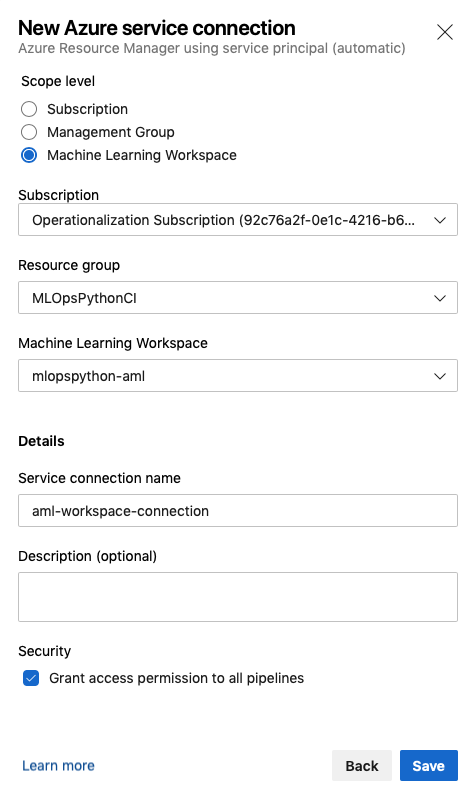 New Azure service connection
Azure Resource Manager using service principal (automatic)
Scope level
Subscription
Management Group
Machine Learning Workspace
Subscription
Operationalization Subscription (92c76a2f-0e1c-4216-b6...
Resource group
MLOpsPythonCI
Machine Learning Workspace
mlopspython-aml
Details
Service connection name
aml-workspace-connection
Description (optional)
Security
Grant access permission to all pipelines
Learn more
Back
Save